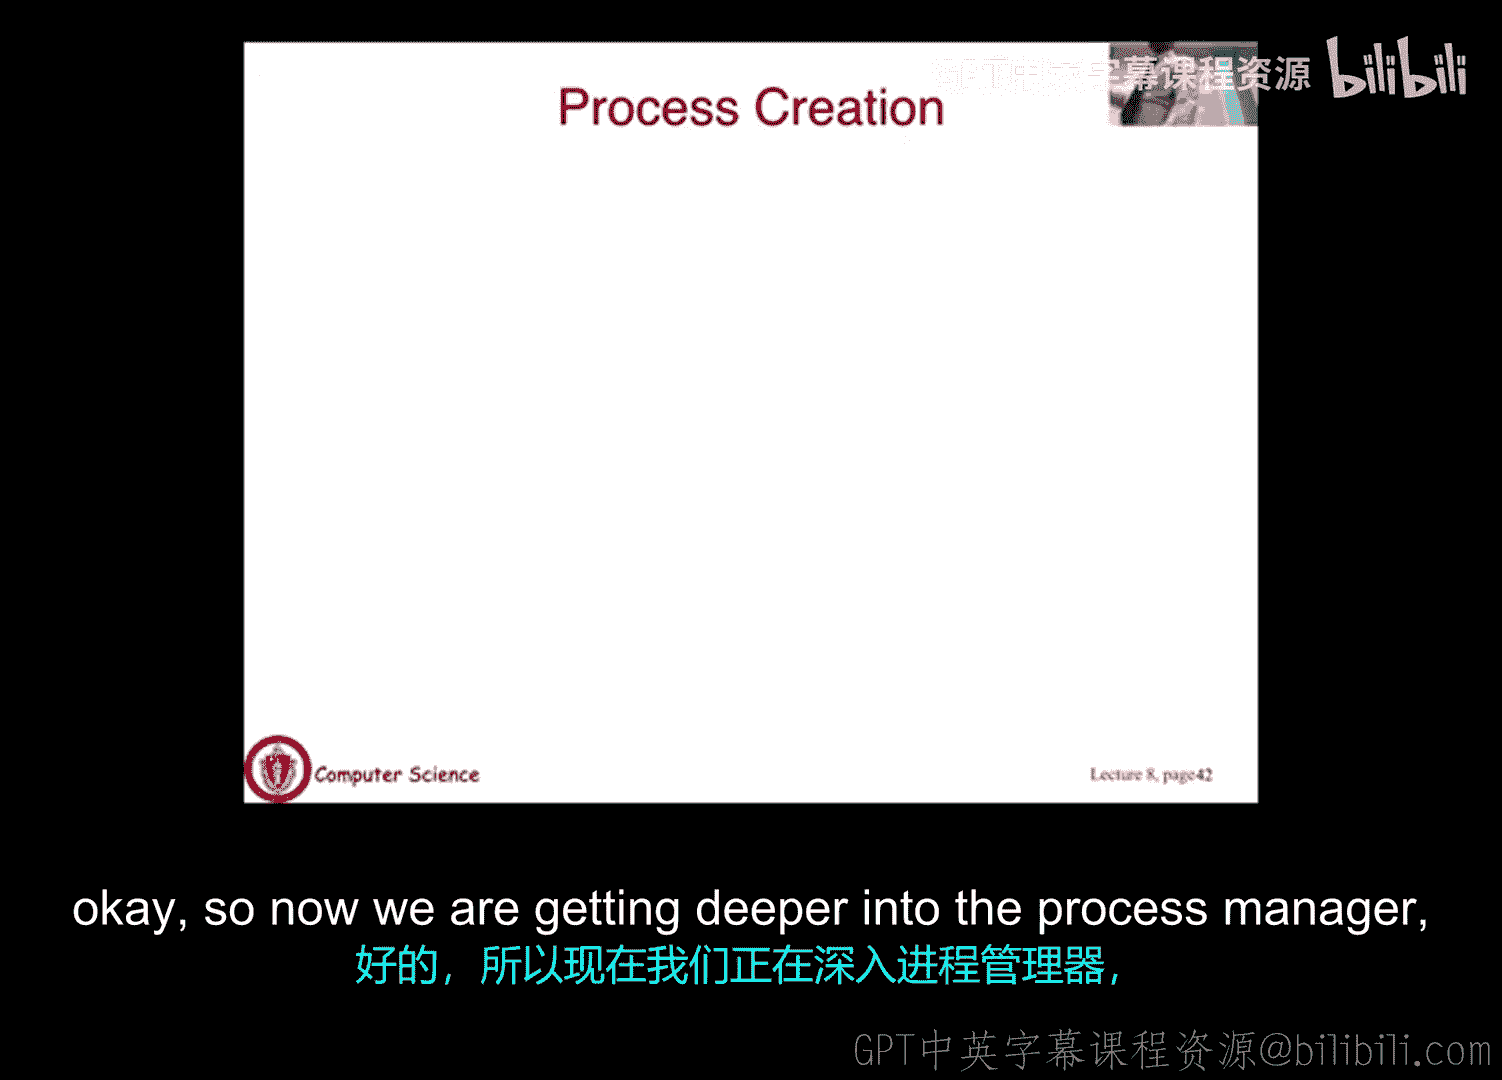 GPT中英字幕课程资源 bilibili
Process Creation
Computer Science
Lecture 8, page 42
okay, so now we are getting deeper into the process manager,
好的，所以现在我们正在深入进程管理器，
GPT中英字幕课程资源@bilibili.com